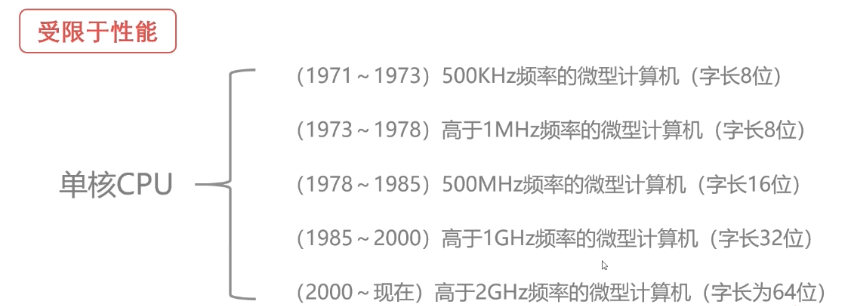 受限于性能
(1971～1973）500KHz频率的微型计算机（字长8位）
单核CPU
(1973～1978）高于1MHz频率的微型计算机（字长8位）
(1978～1985）500MHz频率的微型计算机（字长16位）
(1985～2000）高于1GHz频率的微型计算机（字长32位）
(2000～现在）高于2GHz频率的微型计算机（字长为64位）